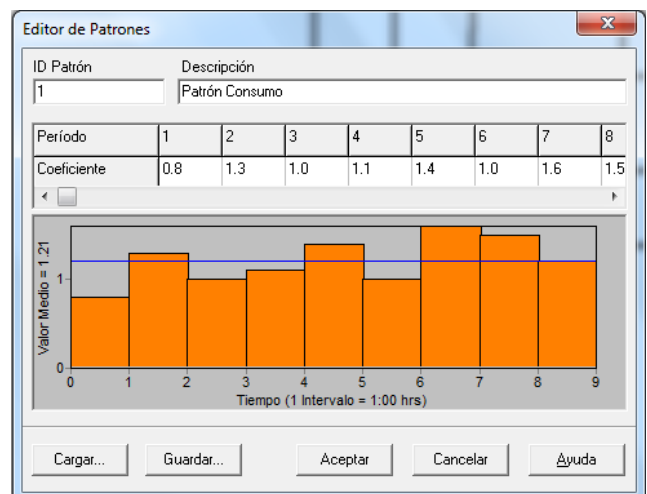 Editor de Patrones
x
ID Patrón Descripción
1 Patrón Consumo
Período 1 2 3 4 5 6 7 8
Coeficiente 0.8 1.3 1.0 1.1 1.4 1.0 1.6 1.5
Valor Medio = 1.21
1
0
0 1 2 3 4 5 6 7 8 9
Tiempo (1 Intervalo = 1:00 hrs)
Cargar... Guardar... Aceptar Cancelar Ayuda